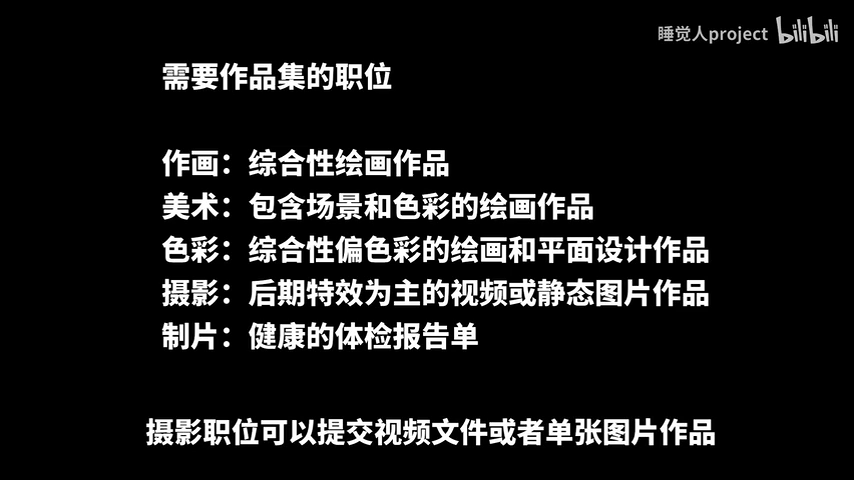 睡觉人project bilibili
需要作品集的职位
作画：综合性绘画作品
美术：包含场景和色彩的绘画作品
色彩：综合性偏色彩的绘画和平面设计作品
摄影：后期特效为主的视频或静态图片作品
制片：健康的体检报告单
摄影职位可以提交视频文件或者单张图片作品